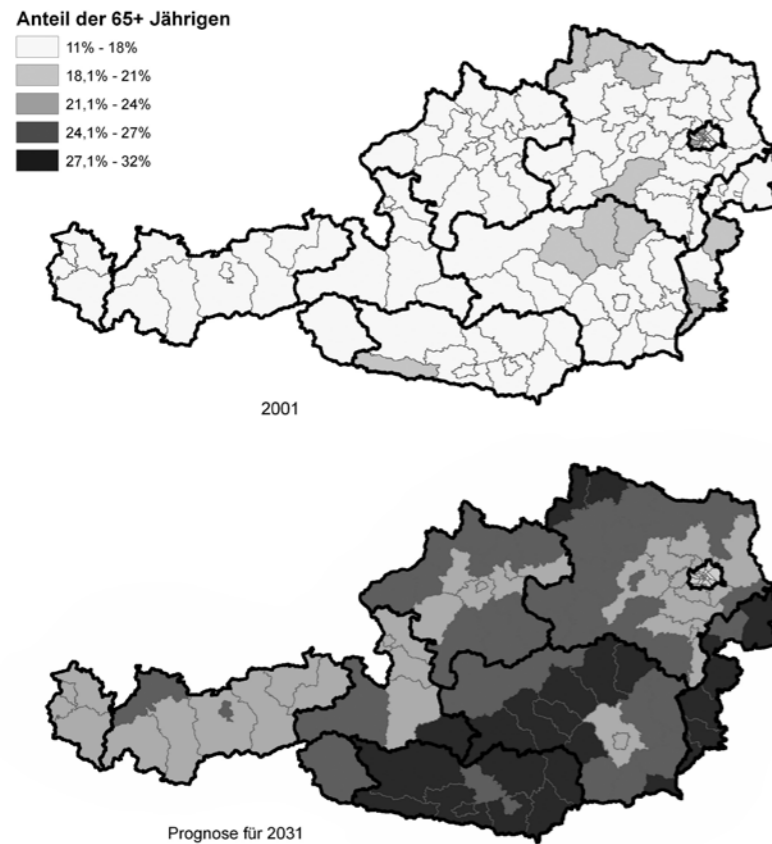 Anteil der 65+ Jährigen
11% - 18%
18,1% - 21%
21,1% - 24%
24,1% - 27%
27,1% - 32%
2001
Prognose für 2031